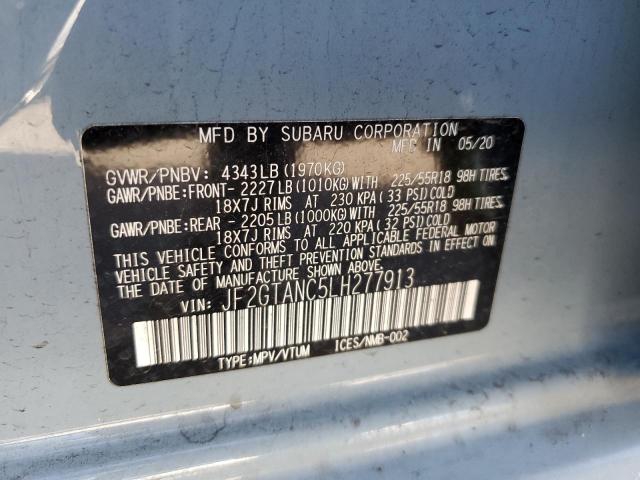 MFD BY SUBARU CORPORATION
MFG IN 05/20
GVWR/PNBV: 4343LB (1970KG)
GAWR/PNBE:FRONT- 2227LB (1010KG) WITH 225/55R18 98H TIRES,
18X7J RIMS AT 230 KPA (33 PSI) COLD
GAWR/PNBE:REAR - 2205LB (1000KG) WITH 225/55R18 98H TIRES,
18X7J RIMS AT 220 KPA (32 PSI) COLD
THIS VEHICLE CONFORMS TO ALL APPLICABLE FEDERAL MOTOR
VEHICLE SAFETY AND THEFT PREVENTION STANDARDS IN EFFECT ON
THE DATE OF MANUFACTURE SHOWN ABOVE.
VIN: JF2GTANC5LH277913
TYPE:MPV/VTUM ICES/NMB-002